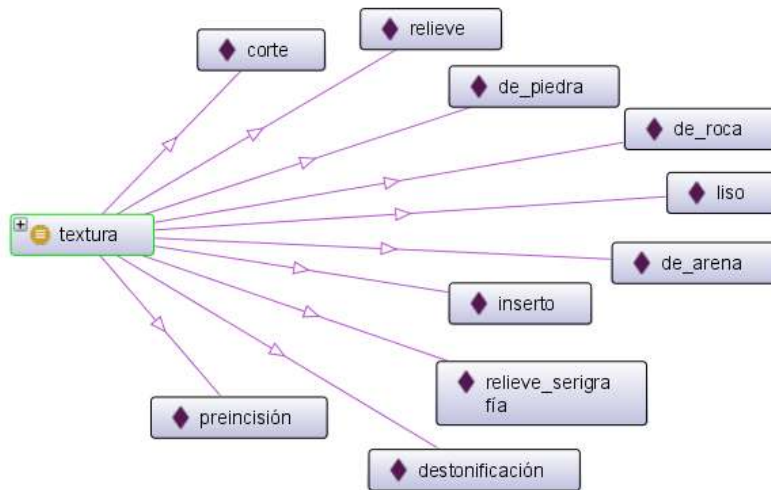 relieve
corte
de_piedra
de_roca
liso
textura
de_arena
inserto
relieve_serigra
fía
preincisión
destonificación